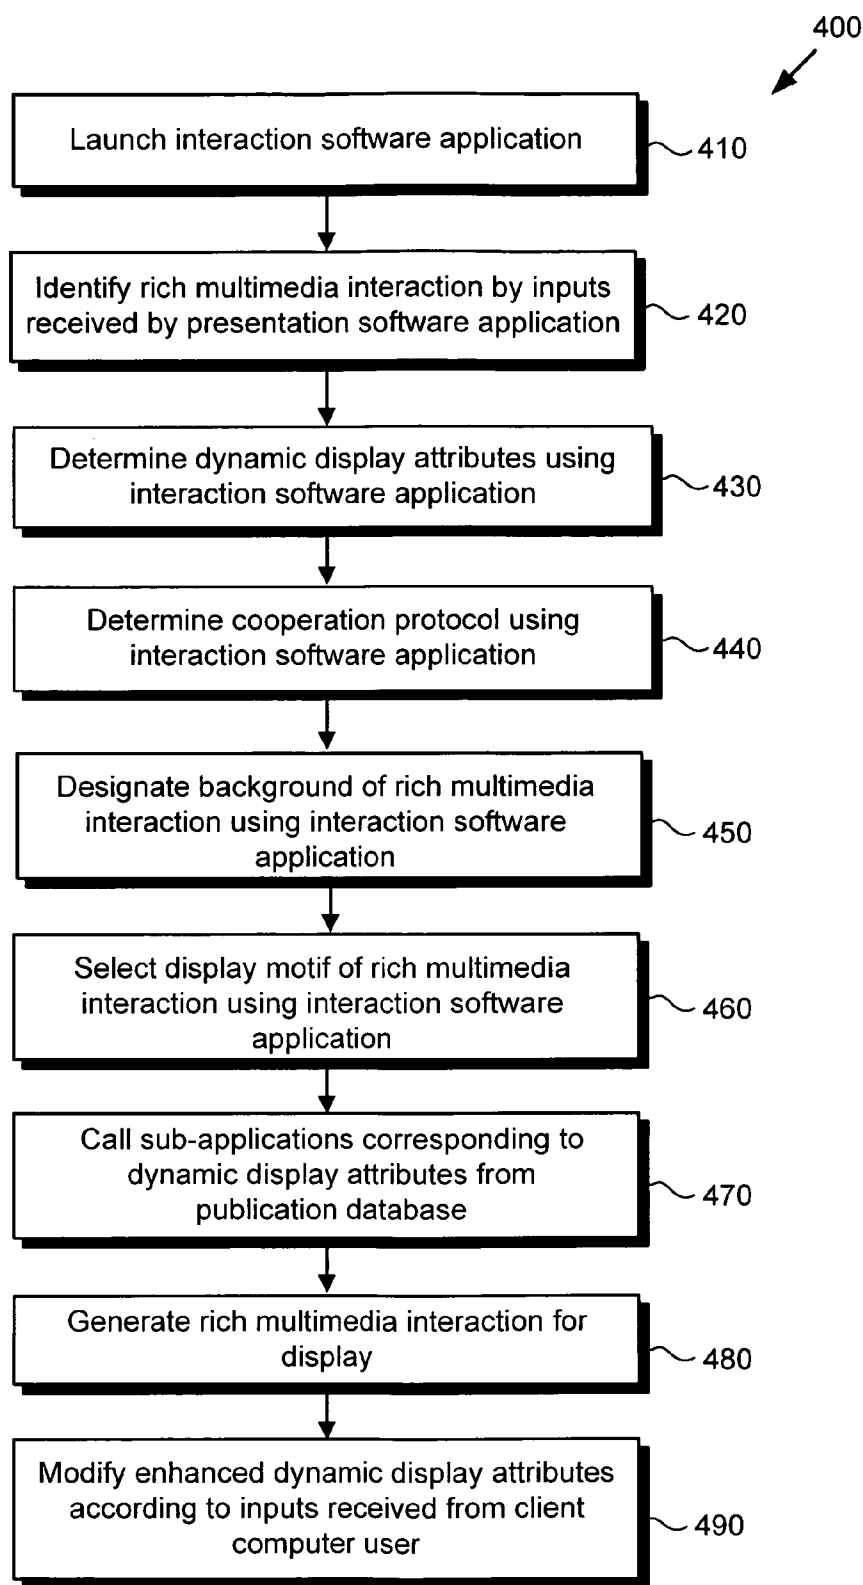 400
Launch interaction software application
410
Identify rich multimedia interaction by inputs
received by presentation software application
420
Determine dynamic display attributes using
interaction software application
430
Determine cooperation protocol using
interaction software application
440
Designate background of rich multimedia
interaction using interaction software
application
450
Select display motif of rich multimedia
interaction using interaction software
application
460
Call sub-applications corresponding to
dynamic display attributes from
publication database
470
Generate rich multimedia interaction for
display
480
Modify enhanced dynamic display attributes
according to inputs received from client
computer user
490